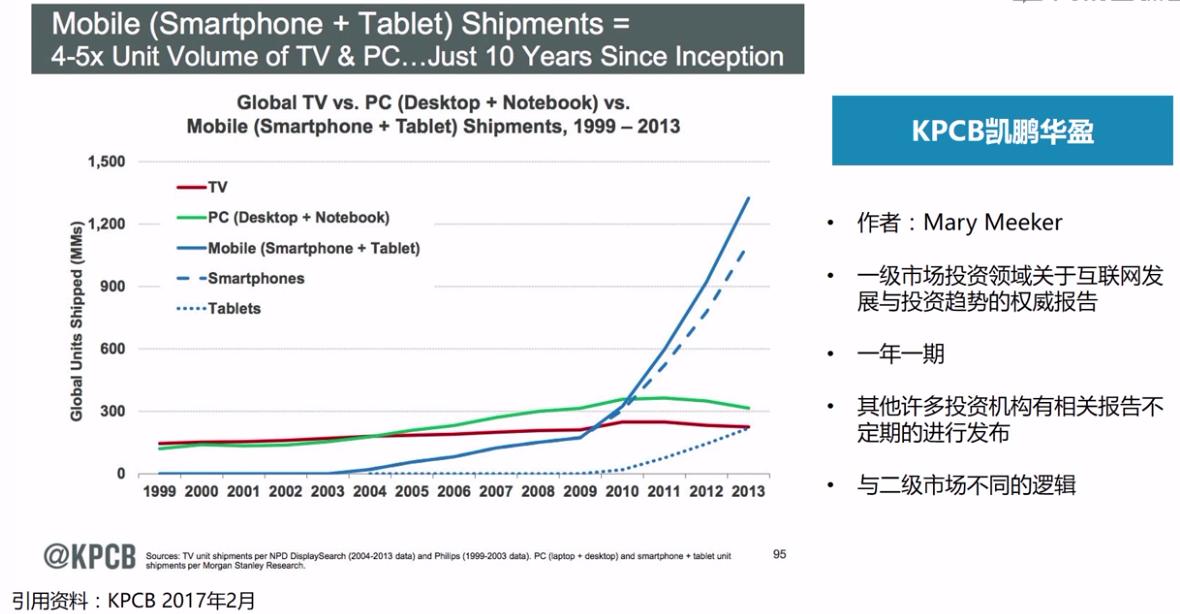 Mobile (Smartphone + Tablet) Shipments =
4-5x Unit Volume of TV & PC…Just 10 Years Since Inception
Global TV vs. PC (Desktop + Notebook) vs.
Mobile (Smartphone + Tablet) Shipments, 1999 – 2013
Global Units Shipped (MMs)
1,500
1,200
900
600
300
0
TV
PC (Desktop + Notebook)
Mobile (Smartphone + Tablet)
Smartphones
Tablets
1999 2000 2001 2002 2003 2004 2005 2006 2007 2008 2009 2010 2011 2012 2013
@KPCB
Sources: TV unit shipments per NPD DisplaySearch (2004-2013 data) and Philips (1999-2003 data). PC (laptop + desktop) and smartphone + tablet unit
shipments per Morgan Stanley Research.
95
KPCB凯鹏华盈
• 作者：Mary Meeker
• 一级市场投资领域关于互联网发
展与投资趋势的权威报告
• 一年一期
• 其他许多投资机构有相关报告不
定期的进行发布
• 与二级市场不同的逻辑
引用资料：KPCB 2017年2月